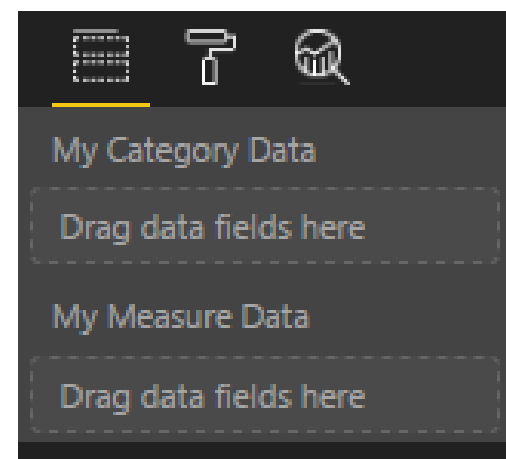 My Category Data
Drag data fields here
My Measure Data
Drag data fields here